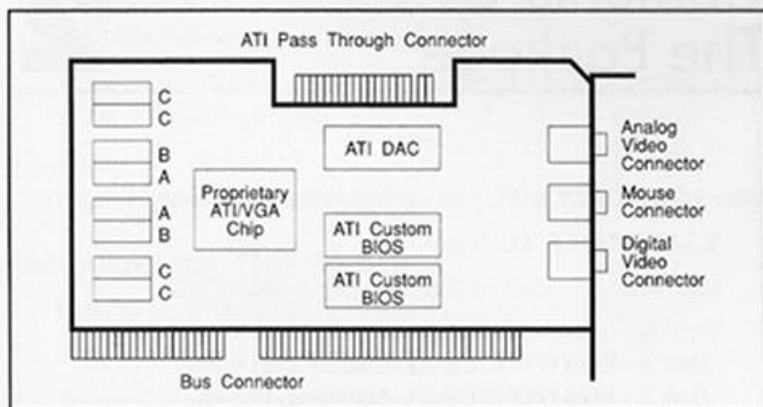 ATI Pass Through Connector
C
C
B
A
A
B
C
C
Proprietary
ATI/VGA
Chip
ATI DAC
ATI Custom
BIOS
ATI Custom
BIOS
Analog
Video
Connector
Mouse
Connector
Digital
Video
Connector
Bus Connector